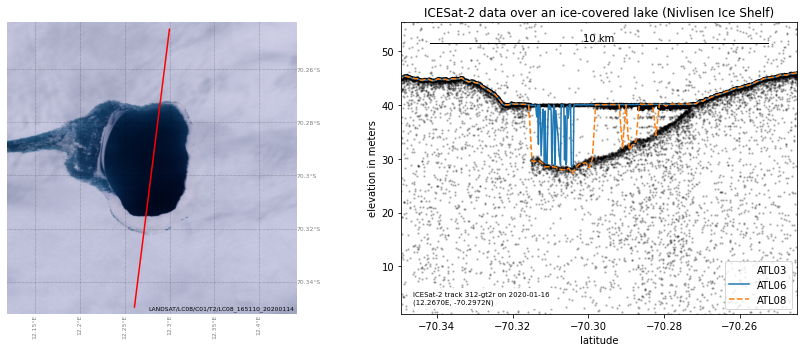 70.26°S
70.28°S
70.3°S
70.32°S
70.34°S
LANDSAT/LC08/C01/T2/LC08_165110_20200114
12.15°E
12.2°E
12.25°E
12.3°E
12.35°E
12.4°E
ICESat-2 data over an ice-covered lake (Nivlisen Ice Shelf)
10 km
elevation in meters
50
40
30
20
10
ICESat-2 track 312-gt2r on 2020-01-16
(12.2670E, -70.2972N)
ATL03
ATL06
ATL08
−70.34
−70.32
−70.30
−70.28
−70.26
latitude